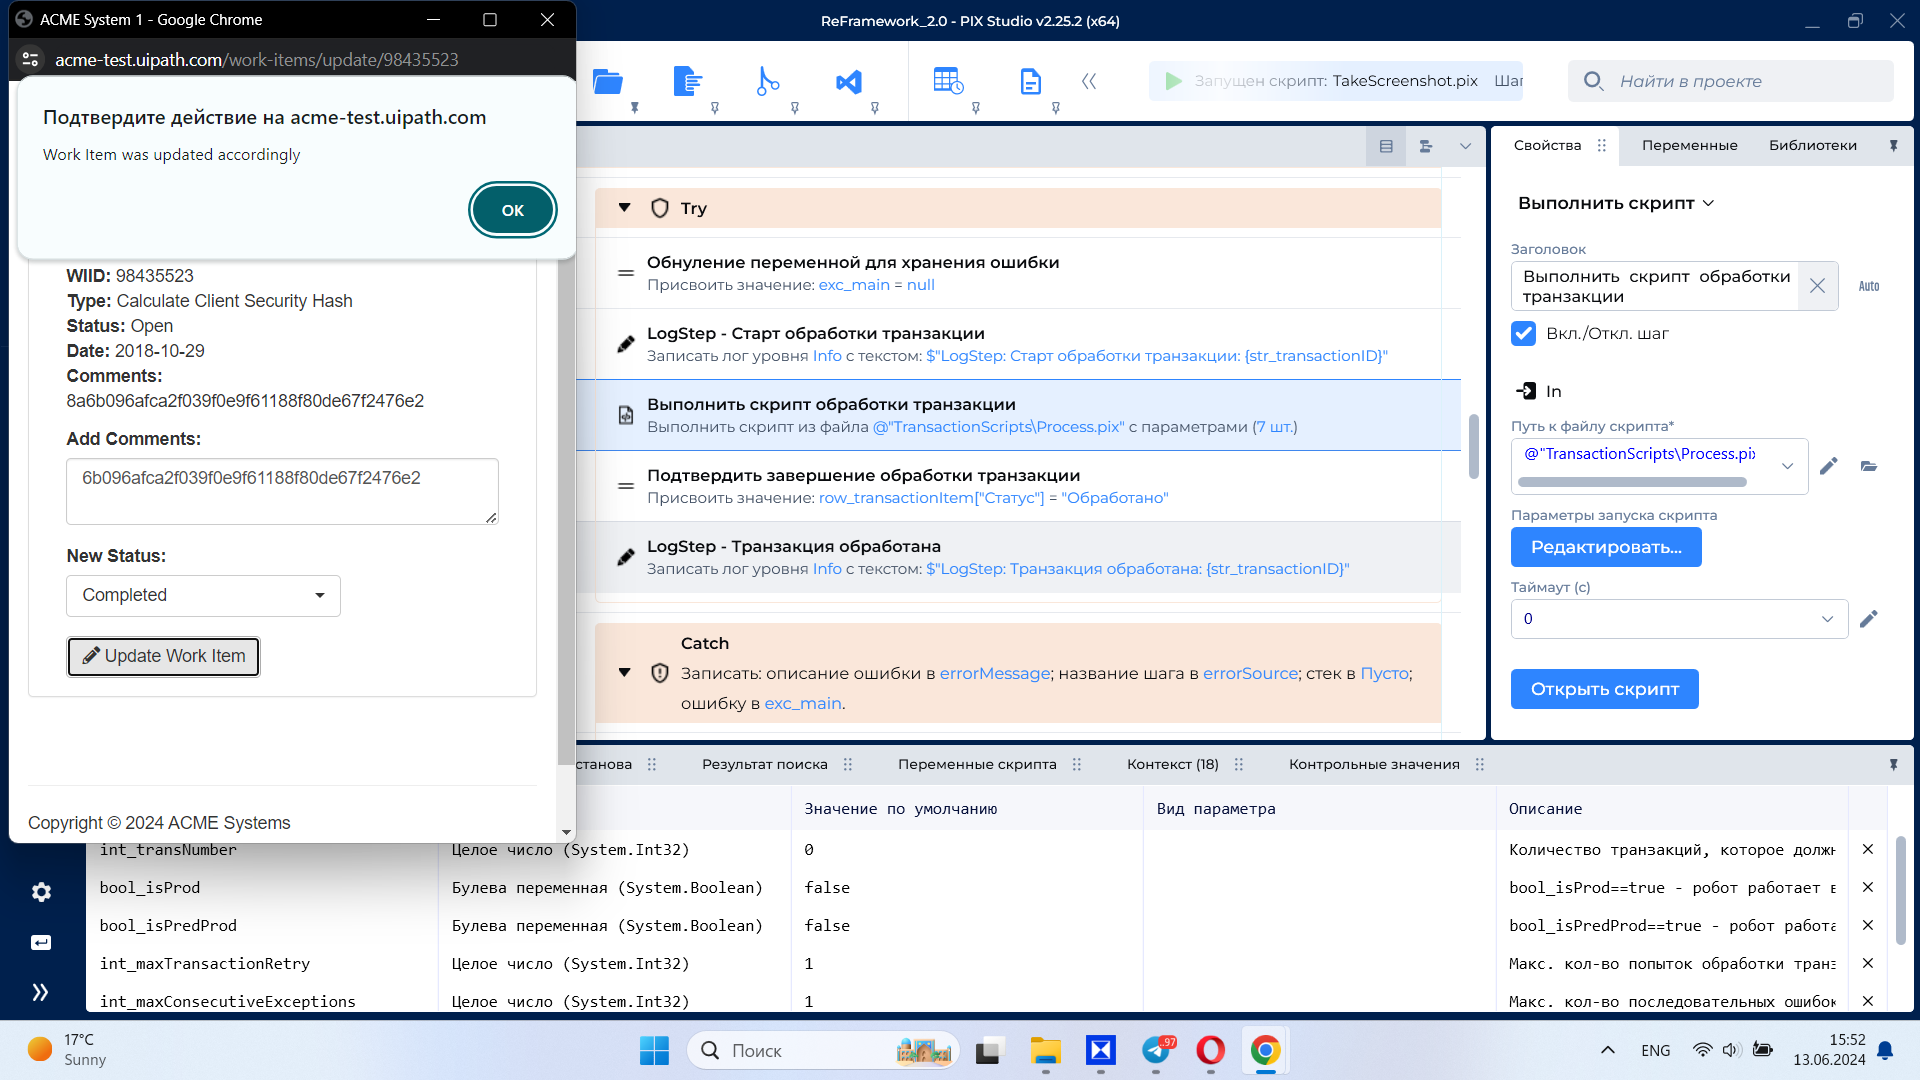 ACME System 1 - Google Chrome
acme-test.uipath.com/work-items/update/98435523
Подтвердите действие на acme-test.uipath.com
Work Item was updated accordingly
OK
WIID: 98435523
Type: Calculate Client Security Hash
Status: Open
Date: 2018-10-29
Comments:
8a6b096afca2f039f0e9f61188f80de67f2476e2
Add Comments:
6b096afca2f039f0e9f61188f80de67f2476e2
New Status:
Completed
Update Work Item
Copyright © 2024 ACME Systems
ReFramework_2.0 - PIX Studio v2.25.2 (x64)
Запущен скрипт: TakeScreenshot.pix Шаг
Найти в проекте
Try
Обнуление переменной для хранения ошибки
Присвоить значение: exc_main = null
LogStep - Старт обработки транзакции
Записать лог уровня Info с текстом: $"LogStep: Старт обработки транзакции: {str_transactionID}"
Выполнить скрипт обработки транзакции
Выполнить скрипт из файла @"TransactionScripts\Process.pix" с параметрами (7 шт.)
Подтвердить завершение обработки транзакции
Присвоить значение: row_transactionItem["Статус"] = "Обработано"
LogStep - Транзакция обработана
Записать лог уровня Info с текстом: $"LogStep: Транзакция обработана: {str_transactionID}"
Catch
Записать: описание ошибки в errorMessage; название шага в errorSource; стек в Пусто;
ошибку в exc_main.
Свойства
Переменные
Библиотеки
Выполнить скрипт
Заголовок
Выполнить скрипт обработки
транзакции
Auto
Вкл./Откл. шаг
In
Путь к файлу скрипта*
@"TransactionScripts\Process.pix
Параметры запуска скрипта
Редактировать...
Таймаут (с)
0
Открыть скрипт
станова
Результат поиска
Переменные скрипта
Контекст (18)
Контрольные значения
Значение по умолчанию
Вид параметра
Описание
int_transNumber
Целое число (System.Int32)
0
Количество транзакций, которое должн
bool_isProd
Булева переменная (System.Boolean)
false
bool_isProd==true - робот работает в
bool_isPredProd
Булева переменная (System.Boolean)
false
bool_isPredProd==true - робот работа
int_maxTransactionRetry
Целое число (System.Int32)
1
Макс. кол-во попыток обработки транз
int_maxConsecutiveExceptions
Целое число (System.Int32)
1
Макс. кол-во последовательных ошибок
17°C
Sunny
Поиск
97
ENG
15:52
13.06.2024